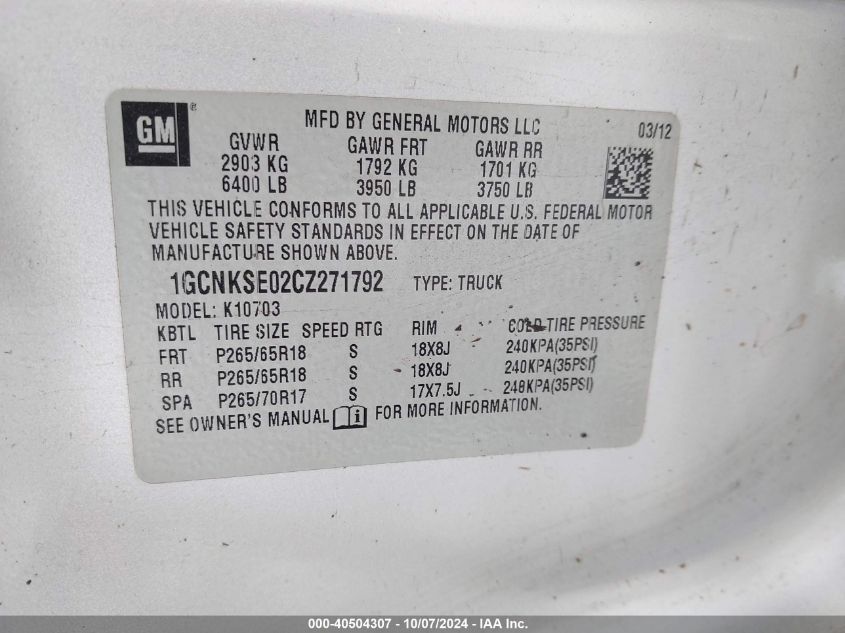 GM ® MFD BY GENERAL MOTORS LLC 03/12
GVWR GAWR FRT GAWR RR
2903 KG 1792 KG 1701 KG
6400 LB 3950 LB 3750 LB
THIS VEHICLE CONFORMS TO ALL APPLICABLE U.S. FEDERAL MOTOR
VEHICLE SAFETY STANDARDS IN EFFECT ON THE DATE OF
MANUFACTURE SHOWN ABOVE.
1GCNKSE02CZ271792 TYPE: TRUCK
MODEL: K10703
KBTL TIRE SIZE SPEED RTG RIM COLD TIRE PRESSURE
FRT P265/65R18 S 18X8J 240KPA(35PSI)
RR P265/65R18 S 18X8J 240KPA(35PSI)
SPA P265/70R17 S 17X7.5J 240KPA(35PSI)
SEE OWNER'S MANUAL i FOR MORE INFORMATION.
000-40504307 - 10/07/2024 - IAA Inc.